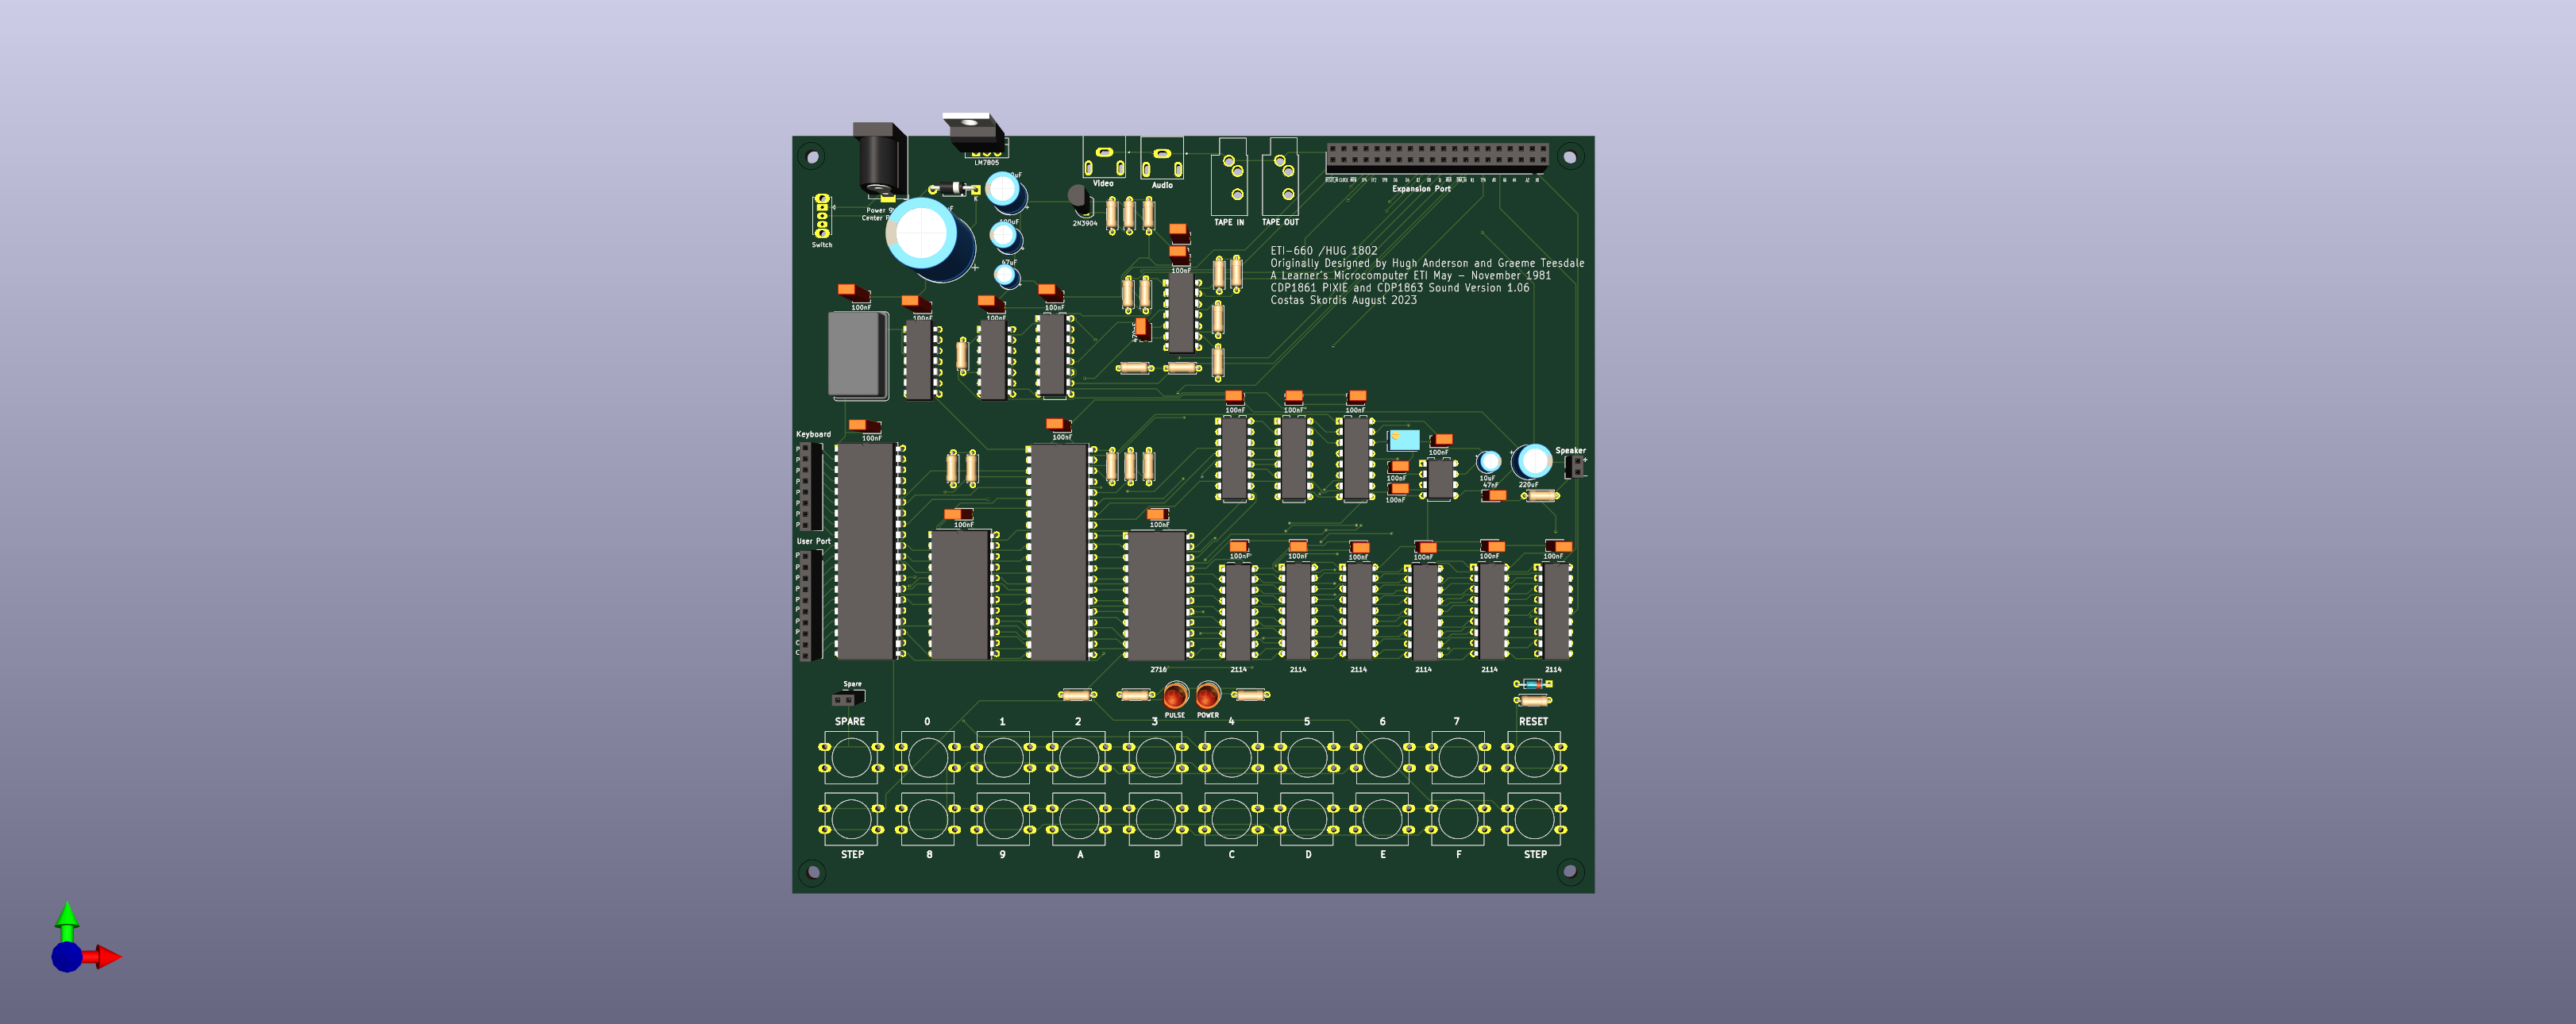 LM7805
Video
Audio
TAPE IN
TAPE OUT
Expansion Port
Power 9V
Center
Switch
2N3904
100uF
47uF
100nF
ETI-660 /HUG 1802
Originally Designed by Hugh Anderson and Graeme Teesdale
A Learner's Microcomputer ETI May - November 1981
CDP1861 PIXIE and CDP1863 Sound Version 1.06
Costas Skordis August 2023
100nF
100nF
100nF
100nF
100nF
100nF
100nF
Keyboard
100nF
100nF
100nF
Speaker
100nF
100nF
10uF
47nF
220uF
100nF
100nF
User Port
100nF
100nF
100nF
100nF
100nF
100nF
2716
2114
2114
2114
2114
2114
2114
Spare
PULSE
POWER
SPARE
0
1
2
3
4
5
6
7
RESET
STEP
8
9
A
B
C
D
E
F
STEP